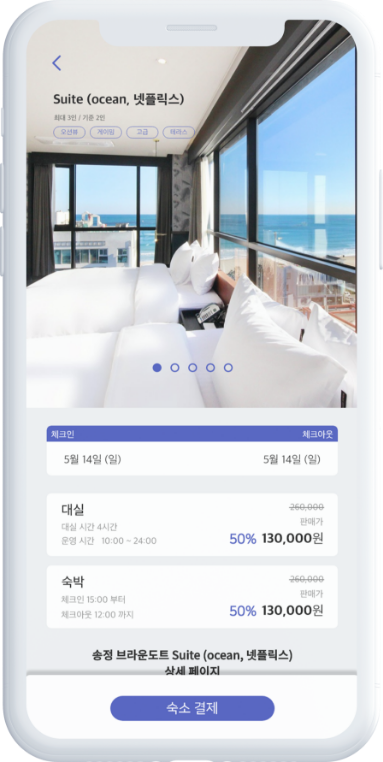 Suite (ocean, 넷플릭스)
최대 3인 / 기준 2인
오션뷰 게이밍 고급 테라스
체크인 체크아웃
5월 14일 (일) 5월 14일 (일)
대실 260,000
대실 시간 4시간 판매가
운영 시간 10:00 ~ 24:00 50% 130,000원
숙박 260,000
체크인 15:00 부터 판매가
체크아웃 12:00 까지 50% 130,000원
송정 브라운도트 Suite (ocean, 넷플릭스)
상세 페이지
숙소 결제